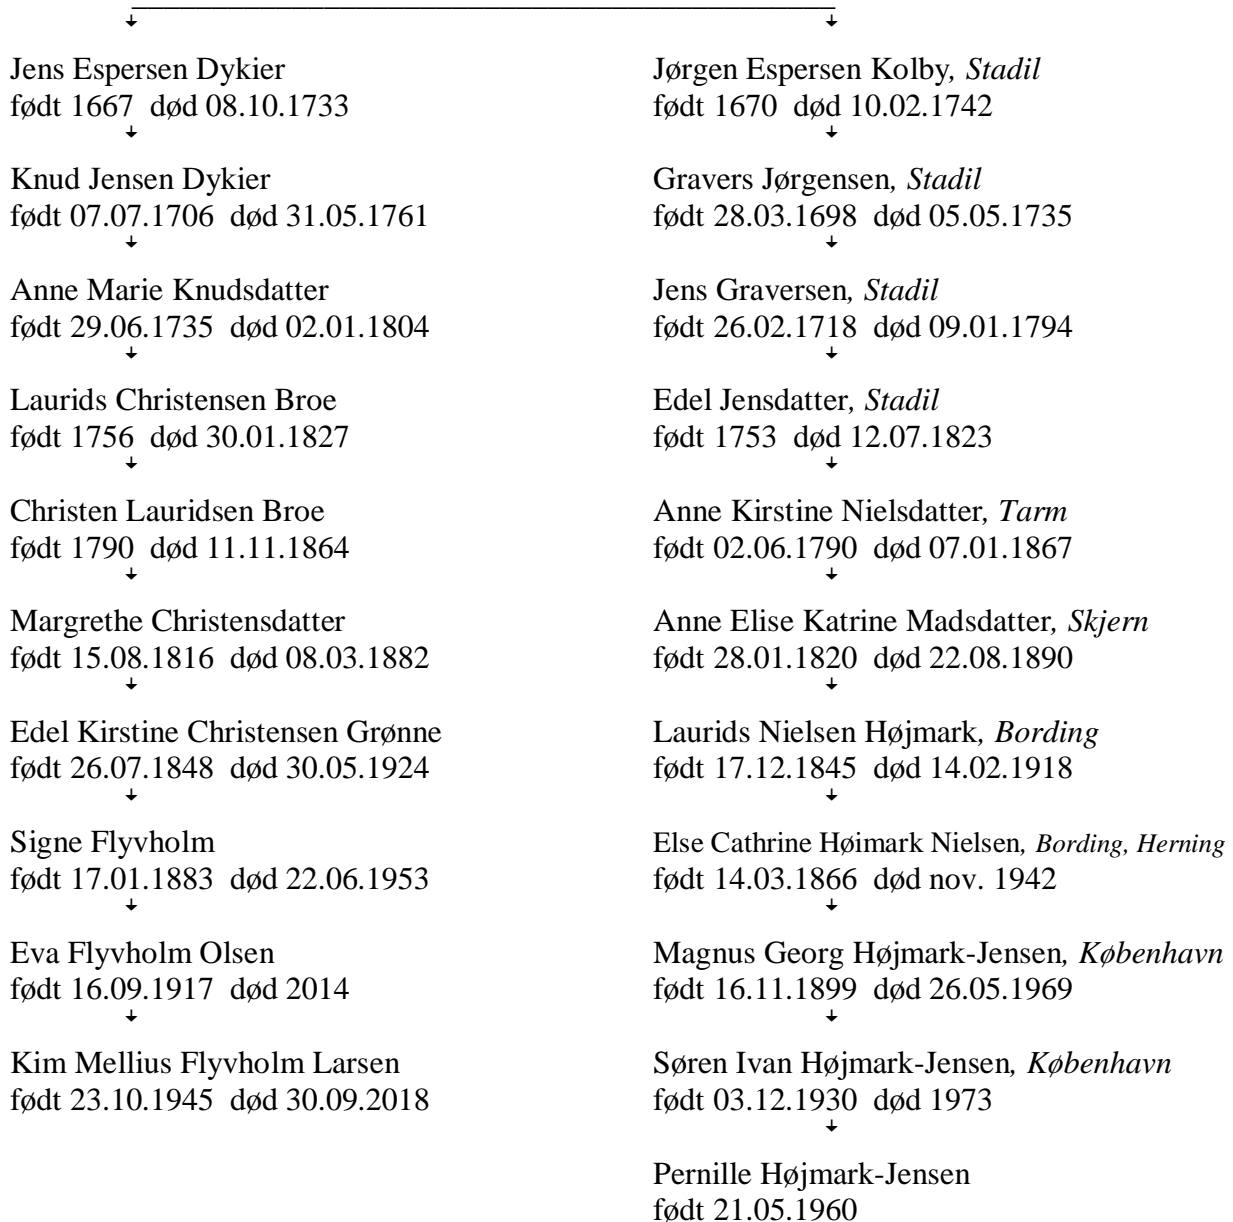 Jens Espersen Dykier
født 1667 død 08.10.1733
Knud Jensen Dykier
født 07.07.1706 død 31.05.1761
Anne Marie Knudsdatter
født 29.06.1735 død 02.01.1804
Laurids Christensen Broe
født 1756 død 30.01.1827
Christen Lauridsen Broe
født 1790 død 11.11.1864
Margrethe Christensdatter
født 15.08.1816 død 08.03.1882
Edel Kirstine Christensen Grønne
født 26.07.1848 død 30.05.1924
Signe Flyvholm
født 17.01.1883 død 22.06.1953
Eva Flyvholm Olsen
født 16.09.1917 død 2014
Kim Mellius Flyvholm Larsen
født 23.10.1945 død 30.09.2018
Jørgen Espersen Kolby, Stadil
født 1670 død 10.02.1742
Gravers Jørgensen, Stadil
født 28.03.1698 død 05.05.1735
Jens Graversen, Stadil
født 26.02.1718 død 09.01.1794
Edel Jensdatter, Stadil
født 1753 død 12.07.1823
Anne Kirstine Nielsdatter, Tarm
født 02.06.1790 død 07.01.1867
Anne Elise Katrine Madsdatter, Skjern
født 28.01.1820 død 22.08.1890
Laurids Nielsen Højmark, Bording
født 17.12.1845 død 14.02.1918
Else Cathrine Høimark Nielsen, Bording, Herning
født 14.03.1866 død nov. 1942
Magnus Georg Højmark-Jensen, København
født 16.11.1899 død 26.05.1969
Søren Ivan Højmark-Jensen, København
født 03.12.1930 død 1973
Pernille Højmark-Jensen
født 21.05.1960